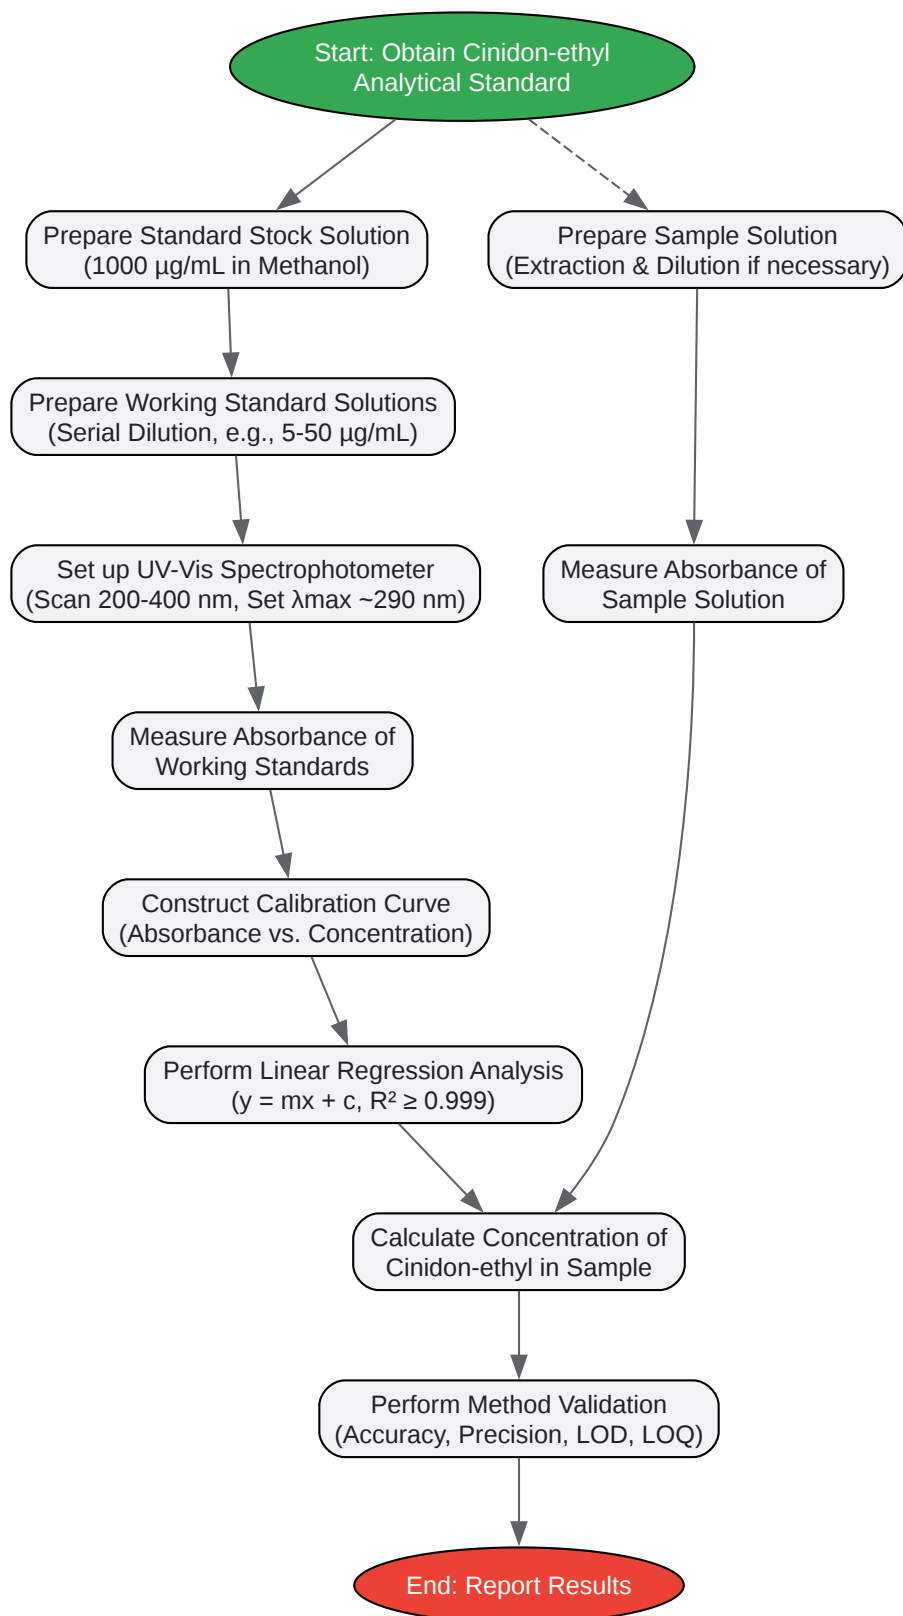 Start: Obtain Cinidon-ethyl
Analytical Standard
Prepare Standard Stock Solution
(1000 µg/mL in Methanol)
Prepare Sample Solution
(Extraction & Dilution if necessary)
Prepare Working Standard Solutions
(Serial Dilution, e.g., 5-50 µg/mL)
Set up UV-Vis Spectrophotometer
(Scan 200-400 nm, Set λmax ~290 nm)
Measure Absorbance of
Sample Solution
Measure Absorbance of
Working Standards
Construct Calibration Curve
(Absorbance vs. Concentration)
Perform Linear Regression Analysis
(y = mx + c, R² ≥ 0.999)
Calculate Concentration of
Cinidon-ethyl in Sample
Perform Method Validation
(Accuracy, Precision, LOD, LOQ)
End: Report Results